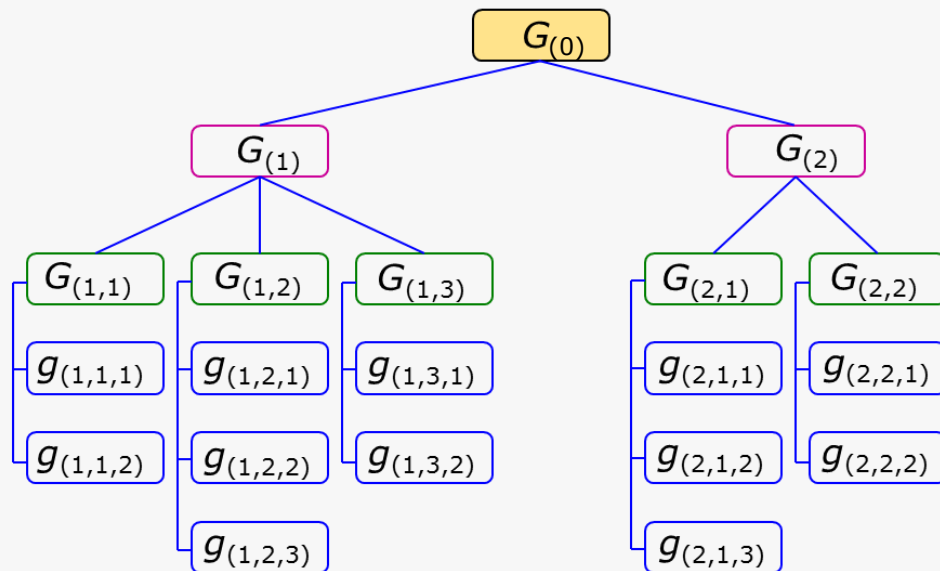 G(0)
G(1) G(2)
G(1,1) G(1,2) G(1,3) G(2,1) G(2,2)
g(1,1,1) g(1,2,1) g(1,3,1) g(2,1,1) g(2,2,1)
g(1,1,2) g(1,2,2) g(1,3,2) g(2,1,2) g(2,2,2)
g(1,2,3) g(2,1,3)